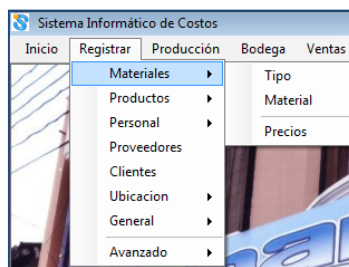 Sistema Informático de Costos
Inicio Registrar Producción Bodega Ventas
Materiales
Productos
Personal
Proveedores
Clientes
Ubicacion
General
Avanzado
Tipo
Material
Precios